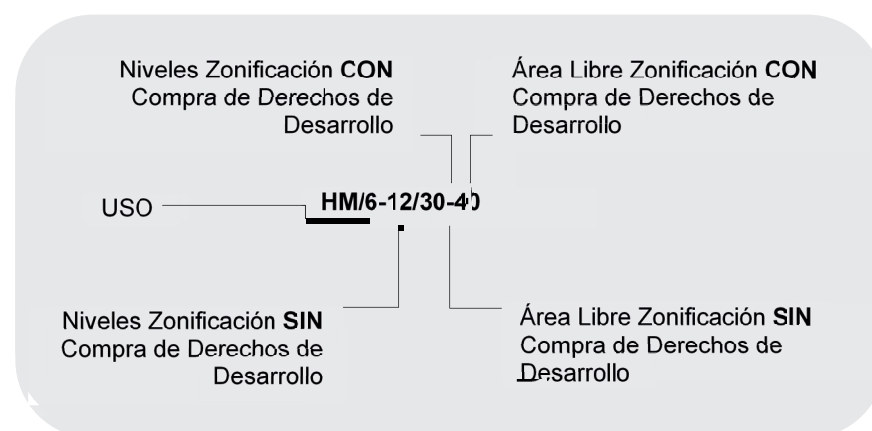 Niveles Zonificación CON
Compra de Derechos de
Desarrollo
Área Libre Zonificación CON
Compra de Derechos de
Desarrollo
USO
HM/6-12/30-40
Niveles Zonificación SIN
Compra de Derechos de
Desarrollo
Área Libre Zonificación SIN
Compra de Derechos de
Desarrollo